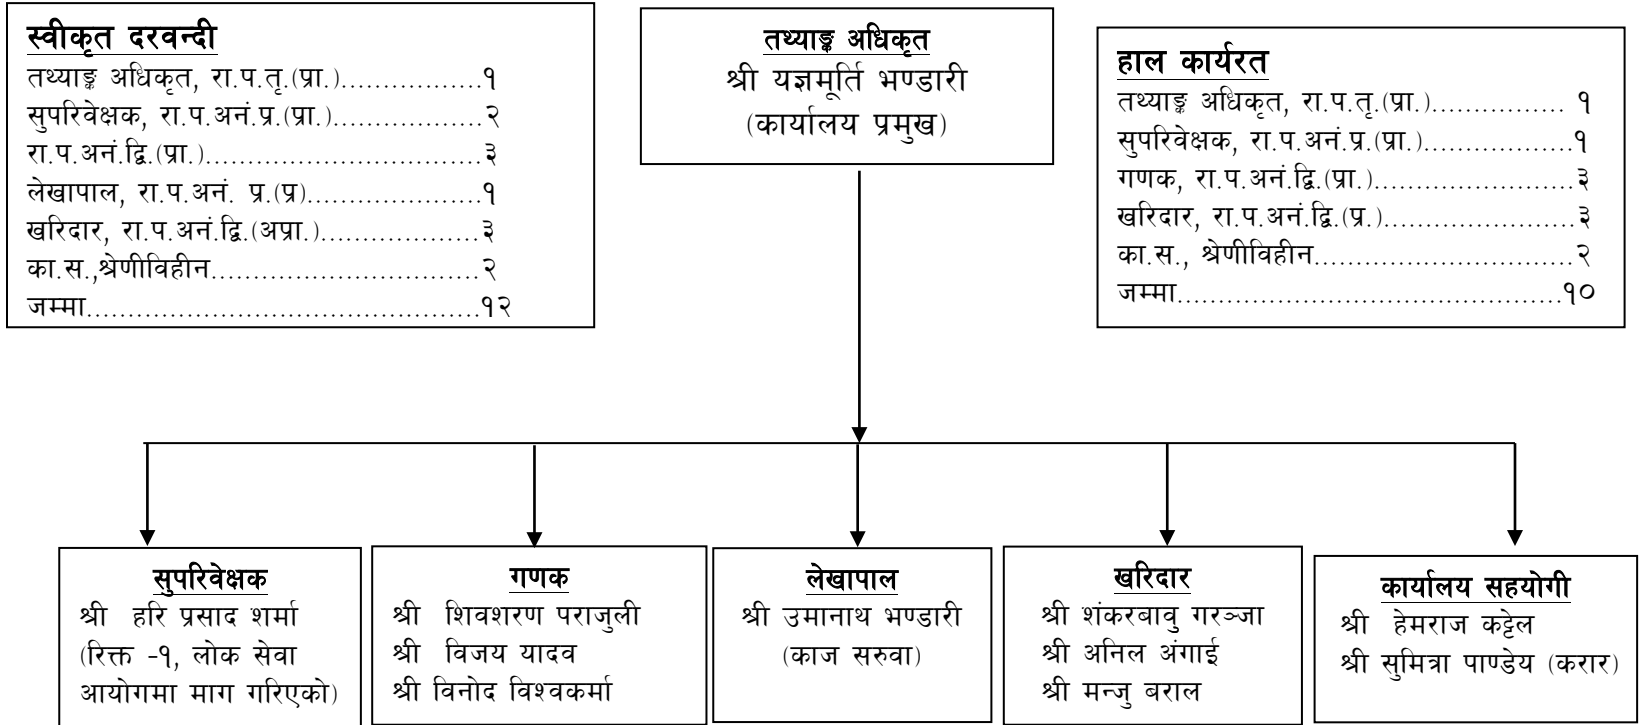 स्वीकृत दरवन्दी
तथ्याङ्क अधिकृत, रा.प.तृ.(प्रा.).................१
सुपरिवेक्षक, रा.प.अनं.प्र.(प्रा.)..................२
रा.प.अनं.द्वि.(प्रा.).................................३
लेखापाल, रा.प.अनं. प्र.(प्र)..................१
खरिदार, रा.प.अनं.द्वि.(अप्रा.)...................३
का.स.,श्रेणीविहीन................................२
जम्मा...............................................१२
तथ्याङ्क अधिकृत
श्री यज्ञमूर्ति भण्डारी
(कार्यालय प्रमुख)
हाल कार्यरत
तथ्याङ्क अधिकृत, रा.प.तृ.(प्रा.)................ १
सुपरिवेक्षक, रा.प.अनं.प्र.(प्रा.)..................१
गणक, रा.प.अनं.द्वि.(प्रा.)........................३
खरिदार, रा.प.अनं.द्वि.(प्र.).......................३
का.स., श्रेणीविहीन...............................२
जम्मा..............................................१०
सुपरिवेक्षक
श्री हरि प्रसाद शर्मा
(रिक्त -१, लोक सेवा
आयोगमा माग गरिएको)
गणक
श्री शिवशरण पराजुली
श्री विजय यादव
श्री विनोद विश्वकर्मा
लेखापाल
श्री उमानाथ भण्डारी
(काज सरुवा)
खरिदार
श्री शंकरबावु गरञ्जा
श्री अनिल अंगाई
श्री मन्जु बराल
कार्यालय सहयोगी
श्री हेमराज कट्टेल
श्री सुमित्रा पाण्डेय (करार)